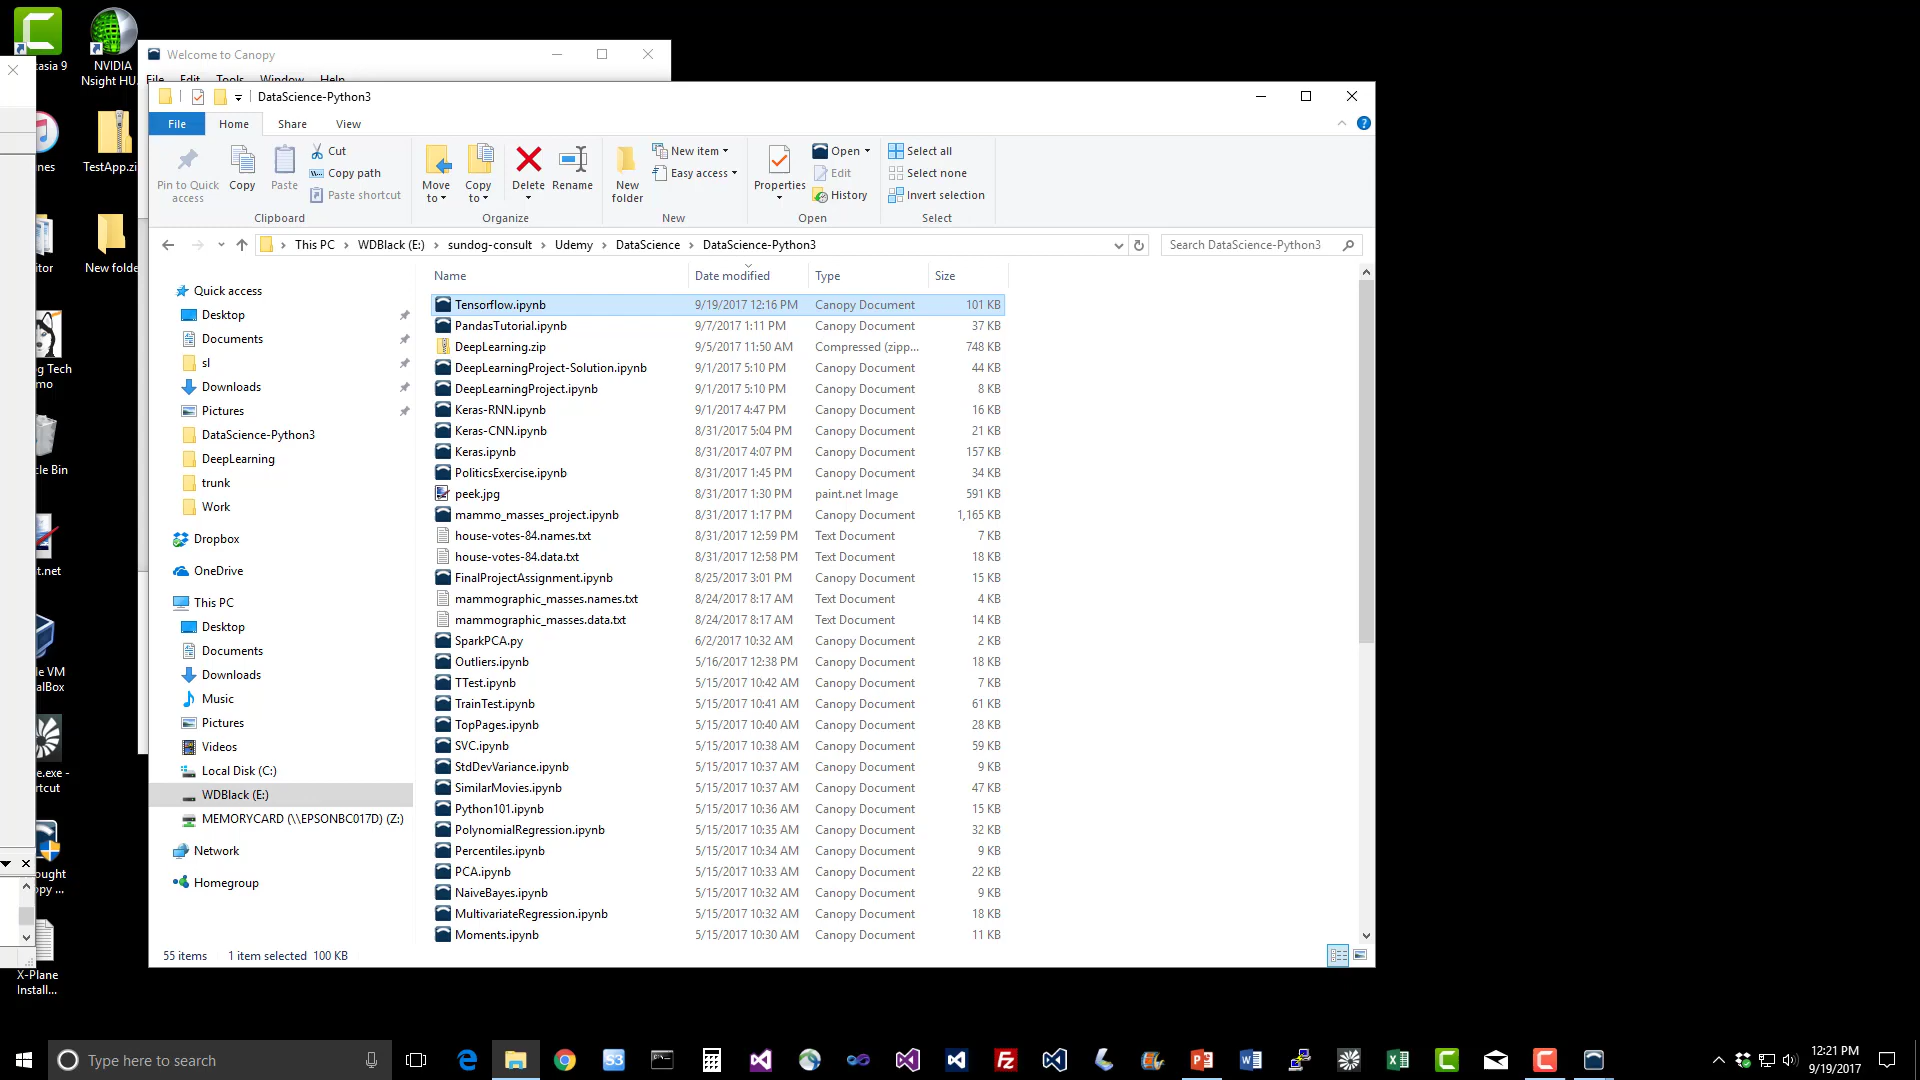 asia 9
NVIDIA
Nsight HU...
Welcome to Canopy
File Edit Tools Window Help
DataScience-Python3
File Home Share View
Pin to Quick access
Copy
Paste
Cut
Copy path
Paste shortcut
Clipboard
Move to
Copy to
Delete
Rename
Organize
New folder
New item
Easy access
New
Properties
Open
Edit
History
Open
Select all
Select none
Invert selection
Select
This PC > WDBlack (E:) > sundog-consult > Udemy > DataScience > DataScience-Python3
Search DataScience-Python3
Quick access
Desktop
Documents
sl
Downloads
Pictures
DataScience-Python3
DeepLearning
trunk
Work
Dropbox
OneDrive
This PC
Desktop
Documents
Downloads
Music
Pictures
Videos
Local Disk (C:)
WDBlack (E:)
MEMORYCARD (\\EPSONBC017D) (Z:)
Network
Homegroup
Name Date modified Type Size
Tensorflow.ipynb 9/19/2017 12:16 PM Canopy Document 101 KB
PandasTutorial.ipynb 9/7/2017 1:11 PM Canopy Document 37 KB
DeepLearning.zip 9/5/2017 11:50 AM Compressed (zipp... 748 KB
DeepLearningProject-Solution.ipynb 9/1/2017 5:10 PM Canopy Document 44 KB
DeepLearningProject.ipynb 9/1/2017 5:10 PM Canopy Document 8 KB
Keras-RNN.ipynb 9/1/2017 4:47 PM Canopy Document 16 KB
Keras-CNN.ipynb 8/31/2017 5:04 PM Canopy Document 21 KB
Keras.ipynb 8/31/2017 4:07 PM Canopy Document 157 KB
PoliticsExercise.ipynb 8/31/2017 1:45 PM Canopy Document 34 KB
peek.jpg 8/31/2017 1:30 PM paint.net Image 591 KB
mammo_masses_project.ipynb 8/31/2017 1:17 PM Canopy Document 1,165 KB
house-votes-84.names.txt 8/31/2017 12:59 PM Text Document 7 KB
house-votes-84.data.txt 8/31/2017 12:58 PM Text Document 18 KB
FinalProjectAssignment.ipynb 8/25/2017 3:01 PM Canopy Document 15 KB
mammographic_masses.names.txt 8/24/2017 8:17 AM Text Document 4 KB
mammographic_masses.data.txt 8/24/2017 8:17 AM Text Document 14 KB
SparkPCA.py 6/2/2017 10:32 AM Canopy Document 2 KB
Outliers.ipynb 5/16/2017 12:38 PM Canopy Document 18 KB
TTest.ipynb 5/15/2017 10:42 AM Canopy Document 7 KB
TrainTest.ipynb 5/15/2017 10:41 AM Canopy Document 61 KB
TopPages.ipynb 5/15/2017 10:40 AM Canopy Document 28 KB
SVC.ipynb 5/15/2017 10:38 AM Canopy Document 59 KB
StdDevVariance.ipynb 5/15/2017 10:37 AM Canopy Document 9 KB
SimilarMovies.ipynb 5/15/2017 10:37 AM Canopy Document 47 KB
Python101.ipynb 5/15/2017 10:36 AM Canopy Document 15 KB
PolynomialRegression.ipynb 5/15/2017 10:35 AM Canopy Document 32 KB
Percentiles.ipynb 5/15/2017 10:34 AM Canopy Document 9 KB
PCA.ipynb 5/15/2017 10:33 AM Canopy Document 22 KB
NaiveBayes.ipynb 5/15/2017 10:32 AM Canopy Document 9 KB
MultivariateRegression.ipynb 5/15/2017 10:32 AM Canopy Document 18 KB
Moments.ipynb 5/15/2017 10:30 AM Canopy Document 11 KB
55 items 1 item selected 100 KB
nes
TestApp.zi
itor
New folde
g Tech
mo
cle Bin
t.net
le VM
alBox
e.exe -
rtcut
ought
opy ...
X-Plane
Install...
Type here to search
12:21 PM
9/19/2017